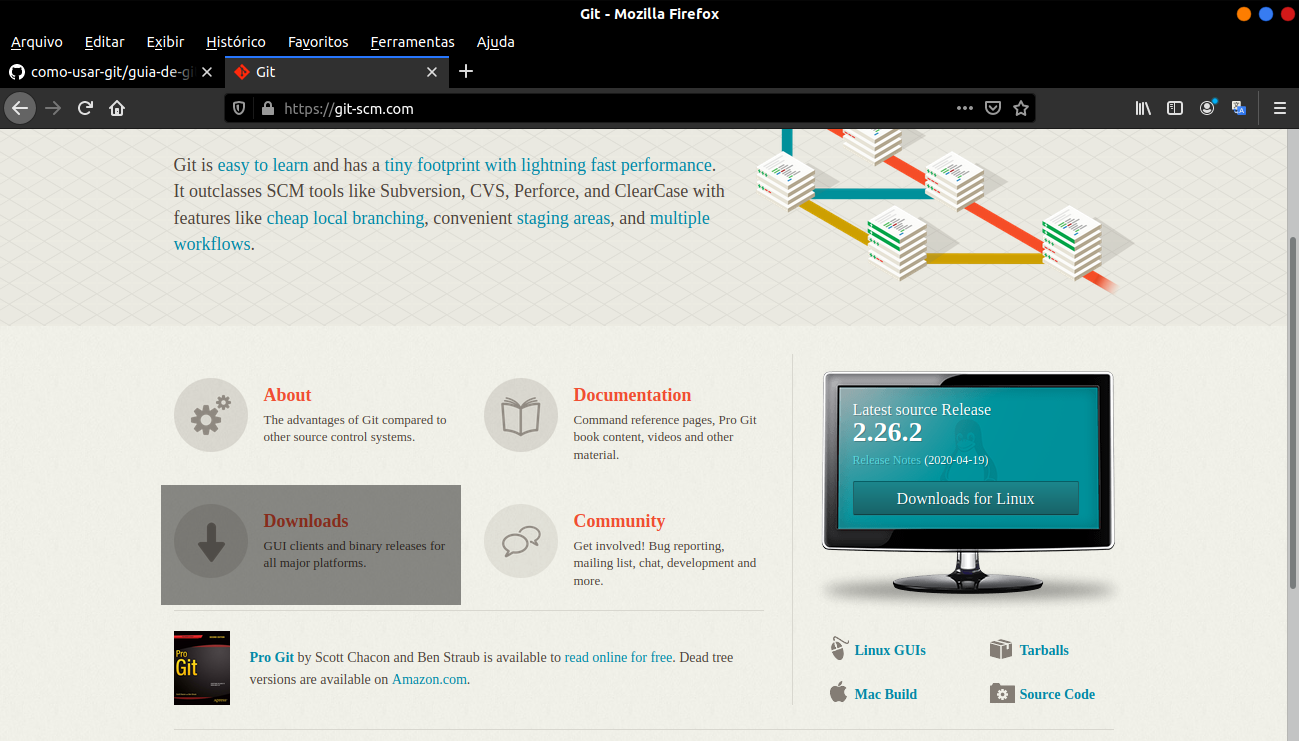 Git - Mozilla Firefox
Arquivo Editar Exibir Histórico Favoritos Ferramentas Ajuda
como-usar-git/guia-de-gi Git
https://git-scm.com
Git is easy to learn and has a tiny footprint with lightning fast performance.
It outclasses SCM tools like Subversion, CVS, Perforce, and ClearCase with
features like cheap local branching, convenient staging areas, and multiple
workflows.
About
The advantages of Git compared to
other source control systems.
Documentation
Command reference pages, Pro Git
book content, videos and other
material.
Downloads
GUI clients and binary releases for
all major platforms.
Community
Get involved! Bug reporting,
mailing list, chat, development and
more.
Pro
Git
Pro Git by Scott Chacon and Ben Straub is available to read online for free. Dead tree
versions are available on Amazon.com.
Latest source Release
2.26.2
Release Notes (2020-04-19)
Downloads for Linux
Linux GUIs
Tarballs
Mac Build
Source Code